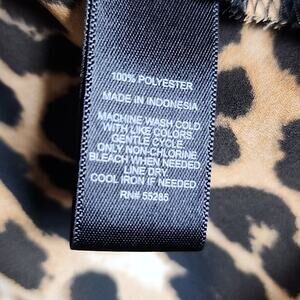 100% POLYESTER
MADE IN INDONESIA
MACHINE WASH COLD
WITH LIKE COLORS
GENTLE CYCLE
ONLY NON-CHLORINE
BLEACH WHEN NEEDED
LINE DRY
COOL IRON IF NEEDED
RN# 55285